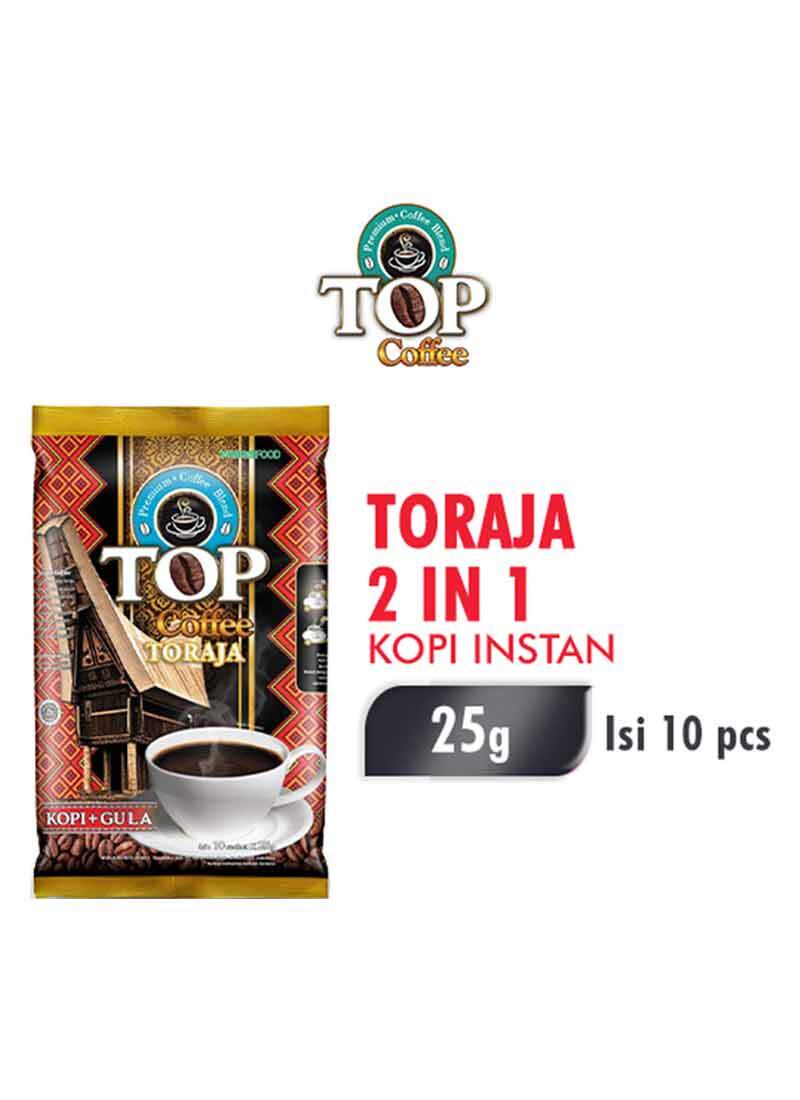 Premium • Coffee Blend
TOP
Coffee
Premium • Coffee Blend
TOP
Coffee
TORAJA
KOPI+GULA
TORAJA
2 IN 1
KOPI INSTAN
25g
Isi 10 pcs